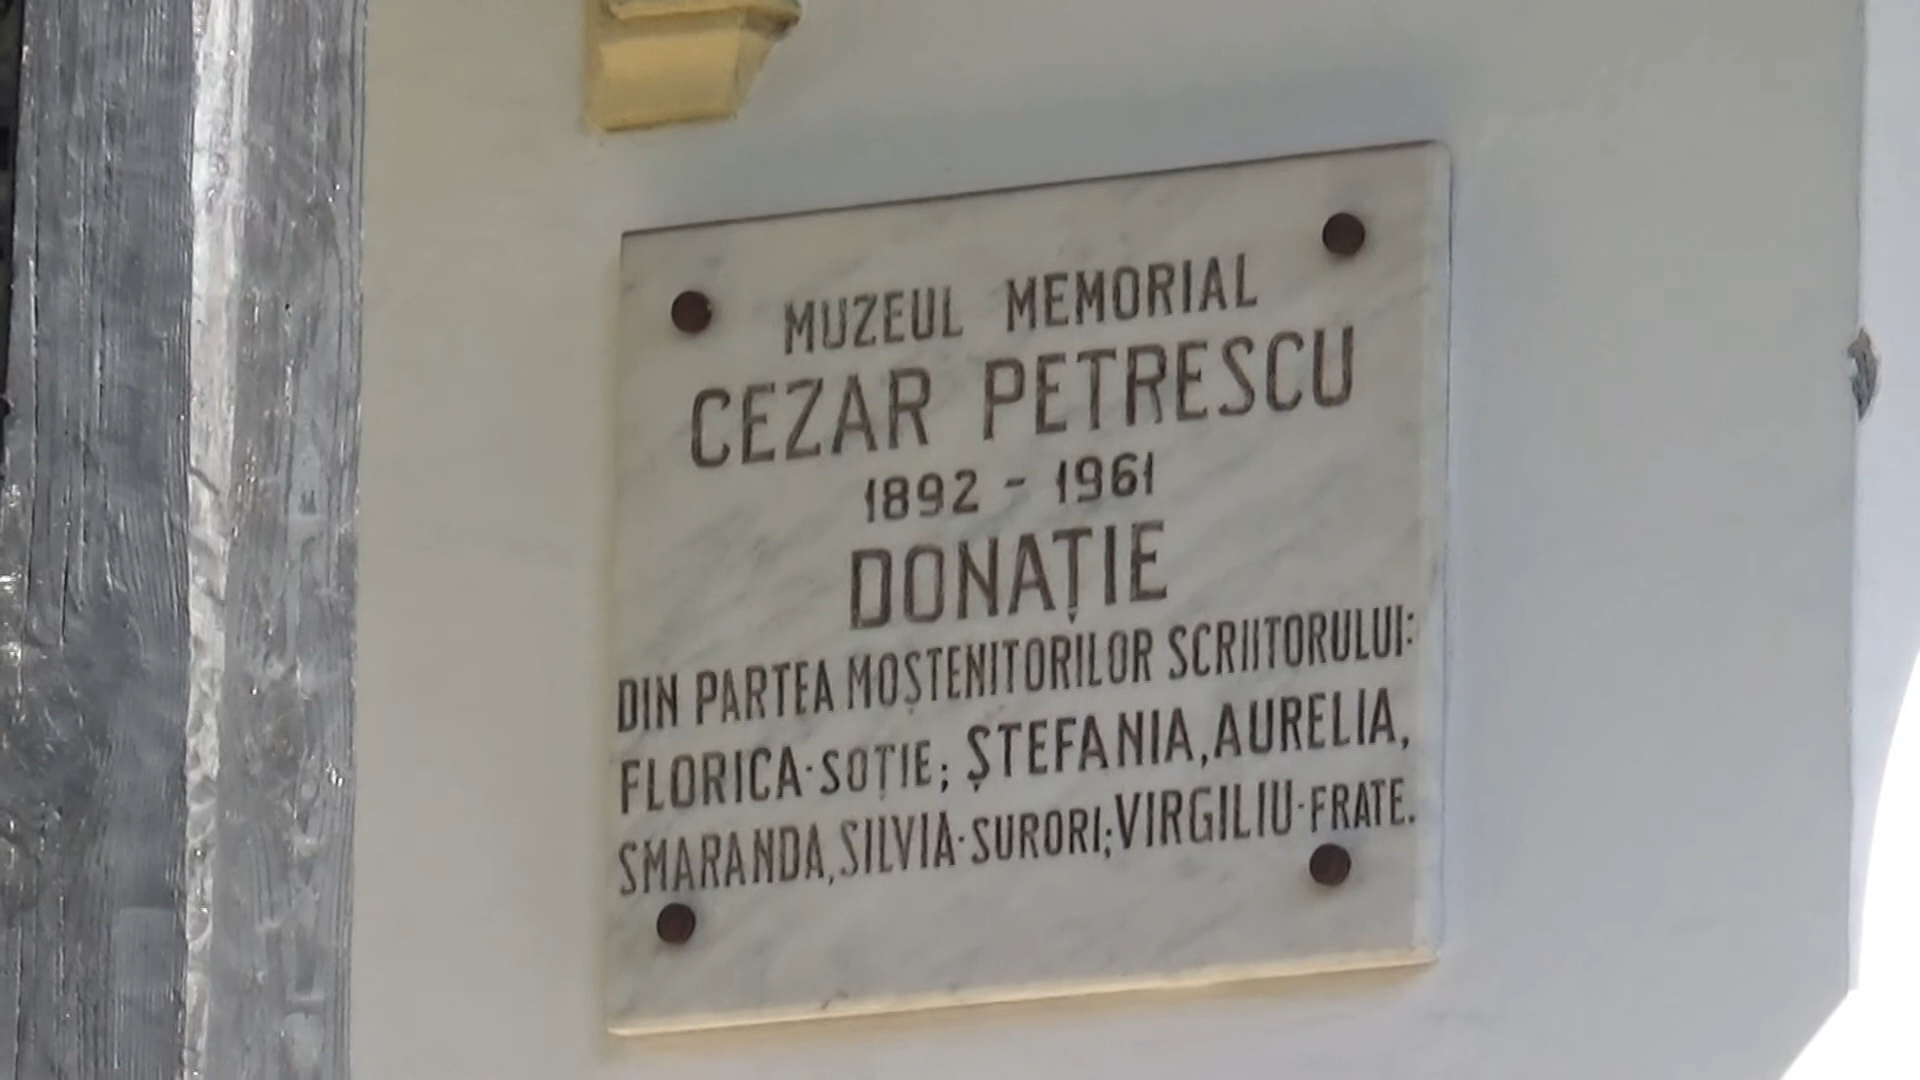 MUZEUL MEMORIAL
CEZAR PETRESCU
1892 - 1961
DONAȚIE
DIN PARTEA MOȘTENITORILOR SCRIITORULUI:
FLORICA-SOȚIE; ȘTEFANIA, AURELIA,
SMARANDA, SILVIA-SURORI; VIRGILIU-FRATE.